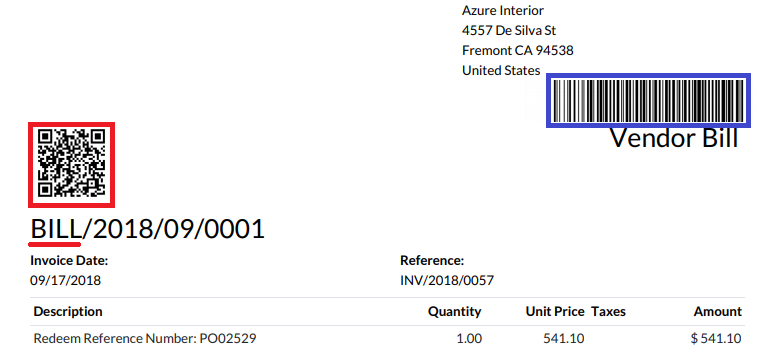 Azure Interior
4557 De Silva St
Fremont CA 94538
United States
Vendor Bill
BILL/2018/09/0001
Invoice Date: Reference:
09/17/2018 INV/2018/0057
Description Quantity Unit Price Taxes Amount
Redeem Reference Number: PO02529 1.00 541.10 $ 541.10